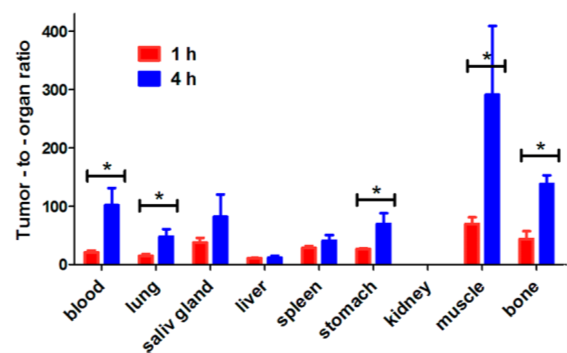 Tumor - to - organ ratio
400
300
200
100
0
1 h
4 h
*
*
*
*
*
blood
lung
saliv gland
liver
spleen
stomach
kidney
muscle
bone